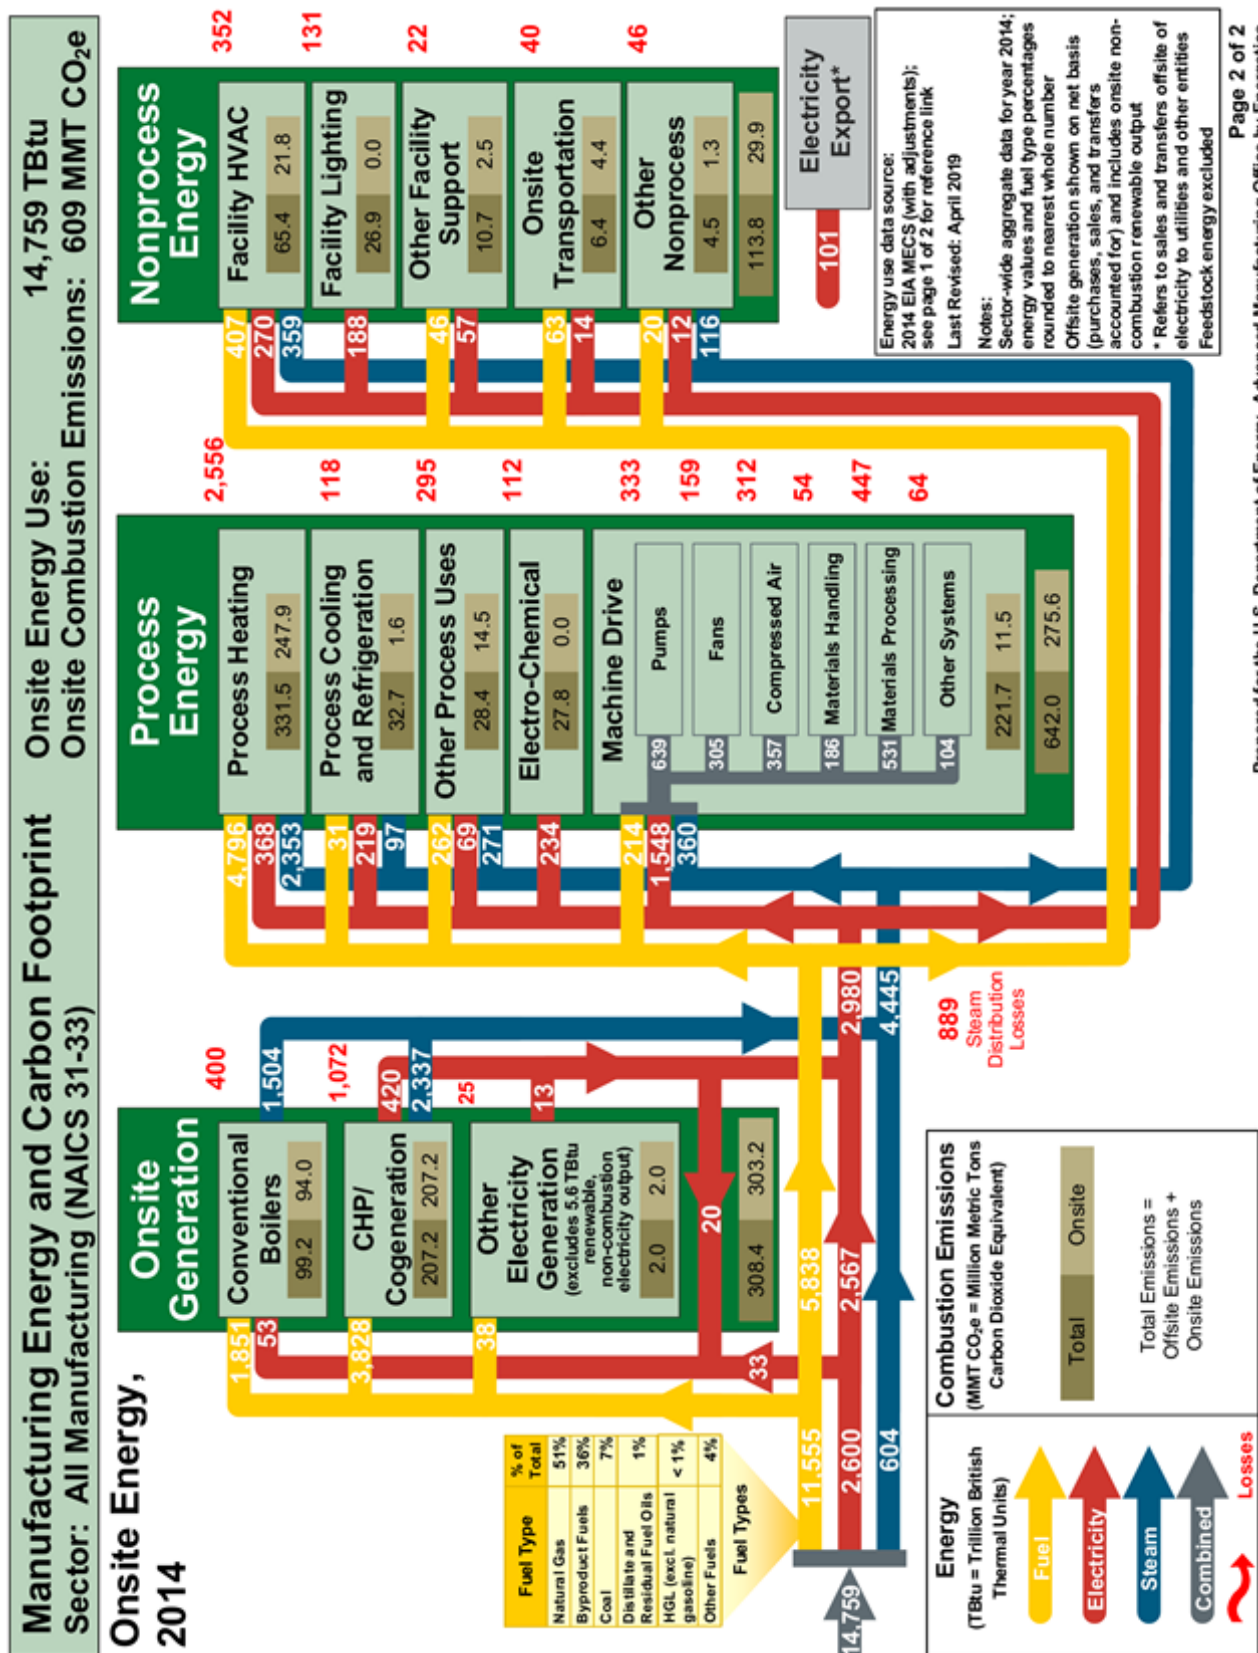 Manufacturing Energy and Carbon Footprint
Sector: All Manufacturing (NAICS 31-33)
Onsite Energy Use: 14,759 TBtu
Onsite Combustion Emissions: 609 MMT CO₂e
Onsite Energy,
2014
Fuel Type % of Total
Natural Gas 51%
Byproduct Fuels 36%
Coal 7%
Distillate and
Residual Fuel Oils 1%
HGL (excl. natural
gasoline) < 1%
Other Fuels 4%
Fuel Types
14,759
11,555
2,600
604
5,838
2,567
33
20
Onsite
Generation
1,851
53
Conventional
Boilers
99.2 94.0
400
1,504
3,828
CHP/
Cogeneration
207.2 207.2
1,072
420
2,337
38
Other
Electricity
Generation
(excludes 5.6 TBtu
renewable,
non-combustion
electricity output)
2.0 2.0
25
13
308.4 303.2
2,980
4,445
889
Steam
Distribution
Losses
Process
Energy
4,796
368
2,353
Process Heating
331.5 247.9
2,556
31
219
97
Process Cooling
and Refrigeration
32.7 1.6
118
262
69
271
Other Process Uses
28.4 14.5
295
234
Electro-Chemical
27.8 0.0
112
214
1,548
360
Machine Drive
639 Pumps 333
305 Fans 159
357 Compressed Air 312
186 Materials Handling 54
531 Materials Processing 447
104 Other Systems 64
221.7 11.5
642.0 275.6
Nonprocess
Energy
407
270
359
Facility HVAC
65.4 21.8
352
188
Facility Lighting
26.9 0.0
131
46
57
Other Facility
Support
10.7 2.5
22
63
14
Onsite
Transportation
6.4 4.4
40
20
12
116
Other
Nonprocess
4.5 1.3
46
113.8 29.9
101
Electricity
Export*
Energy
(TBtu = Trillion British
Thermal Units)
Fuel
Electricity
Steam
Combined
Losses
Combustion Emissions
(MMT CO₂e = Million Metric Tons
Carbon Dioxide Equivalent)
Total Onsite
Total Emissions =
Offsite Emissions +
Onsite Emissions
Energy use data source:
2014 EIA MECS (with adjustments);
see page 1 of 2 for reference link
Last Revised: April 2019
Notes:
Sector-wide aggregate data for year 2014;
energy values and fuel type percentages
rounded to nearest whole number
Offsite generation shown on net basis
(purchases, sales, and transfers
accounted for) and includes onsite non-
combustion renewable output
* Refers to sales and transfers offsite of
electricity to utilities and other entities
Feedstock energy excluded
Page 2 of 2